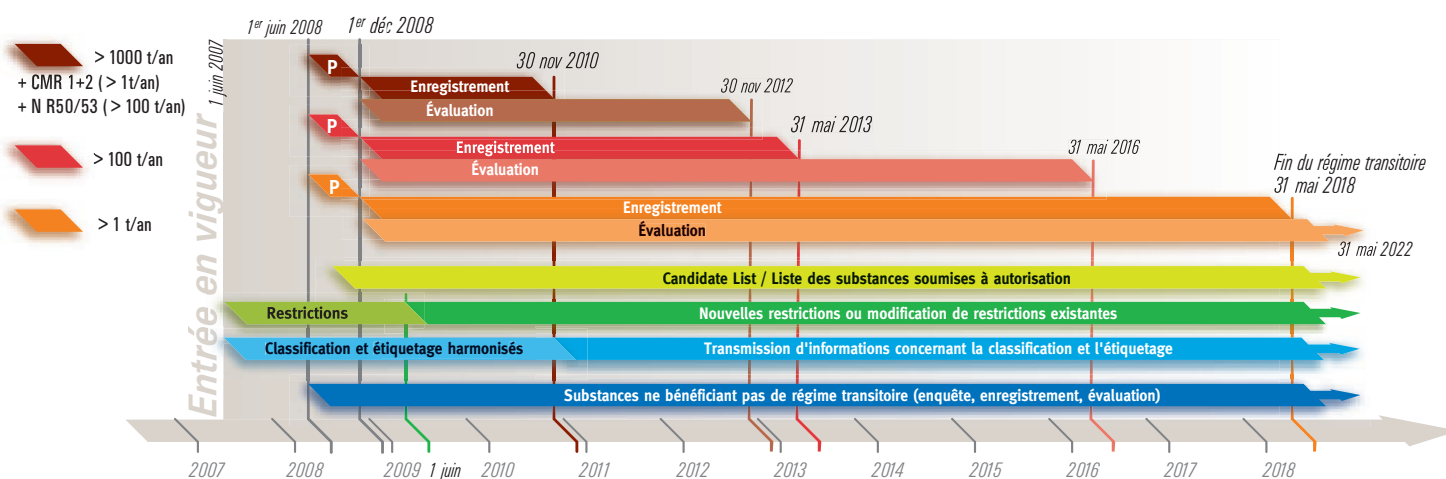 1er juin 2008
1er déc 2008
1 juin 2007
Entrée en vigueur
> 1000 t/an
+ CMR 1+2 ( > 1t/an)
+ N R50/53 ( > 100 t/an)
> 100 t/an
> 1 t/an
P
30 nov 2010
Enregistrement
30 nov 2012
Évaluation
P
31 mai 2013
Enregistrement
31 mai 2016
Évaluation
Fin du régime transitoire
31 mai 2018
P
Enregistrement
Évaluation
31 mai 2022
Candidate List / Liste des substances soumises à autorisation
Restrictions
Nouvelles restrictions ou modification de restrictions existantes
Classification et étiquetage harmonisés
Transmission d'informations concernant la classification et l'étiquetage
Substances ne bénéficiant pas de régime transitoire (enquête, enregistrement, évaluation)
2007 2008 2009 1 juin 2010 2011 2012 2013 2014 2015 2016 2017 2018